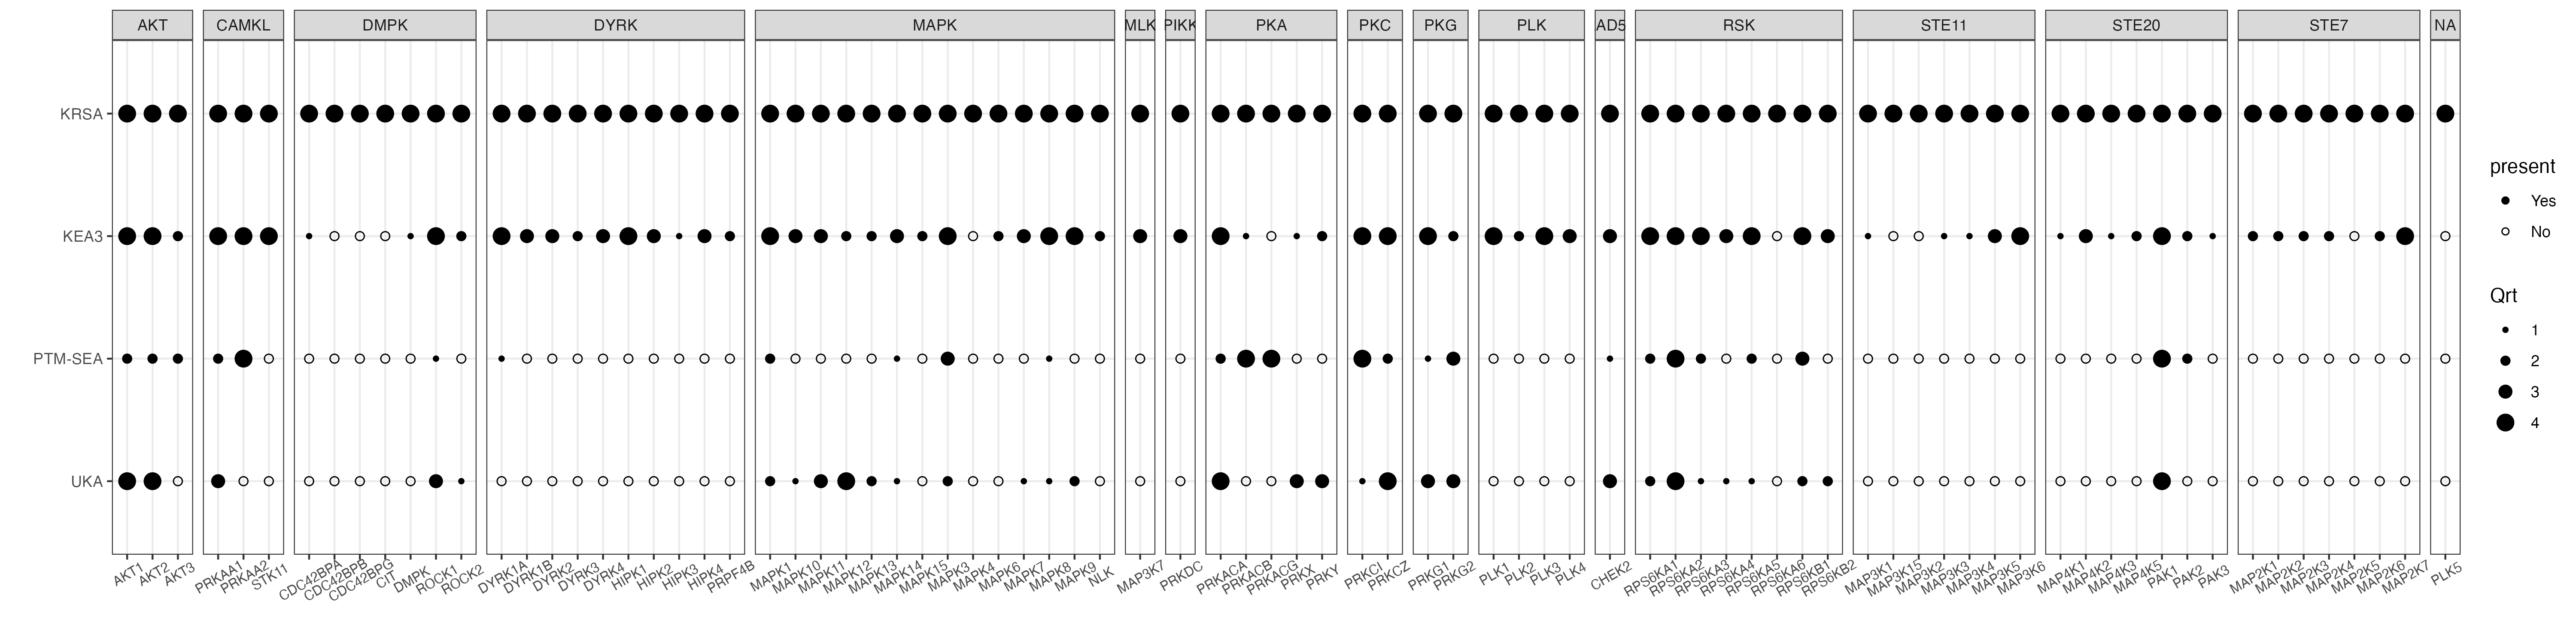 AKT CAMKL DMPK DYRK MAPK MLK PIKK PKA PKC PKG PLK AD5 RSK STE11 STE20 STE7 NA
KRSA
KEA3
PTM-SEA
UKA
AKT1 AKT2 AKT3 PRKAA1 PRKAA2 STK11 CDC42BPA CDC42BPB CDC42BPG CIT DMPK ROCK1 ROCK2 DYRK1A DYRK1B DYRK2 DYRK3 DYRK4 HIPK1 HIPK2 HIPK3 HIPK4 PRPF4B MAPK1 MAPK10 MAPK11 MAPK12 MAPK13 MAPK14 MAPK15 MAPK3 MAPK4 MAPK6 MAPK7 MAPK8 MAPK9 NLK MAP3K7 PRKDC PRKACA PRKACB PRKACG PRKX PRKY PRKCI PRKCZ PRKG1 PRKG2 PLK1 PLK2 PLK3 PLK4 CHEK2 RPS6KA1 RPS6KA2 RPS6KA3 RPS6KA4 RPS6KA5 RPS6KA6 RPS6KB1 RPS6KB2 MAP3K1 MAP3K15 MAP3K2 MAP3K3 MAP3K4 MAP3K5 MAP3K6 MAP4K1 MAP4K2 MAP4K3 MAP4K5 PAK1 PAK2 PAK3 MAP2K1 MAP2K2 MAP2K3 MAP2K4 MAP2K5 MAP2K6 MAP2K7 PLK5
present
Yes
No
Qrt
1
2
3
4